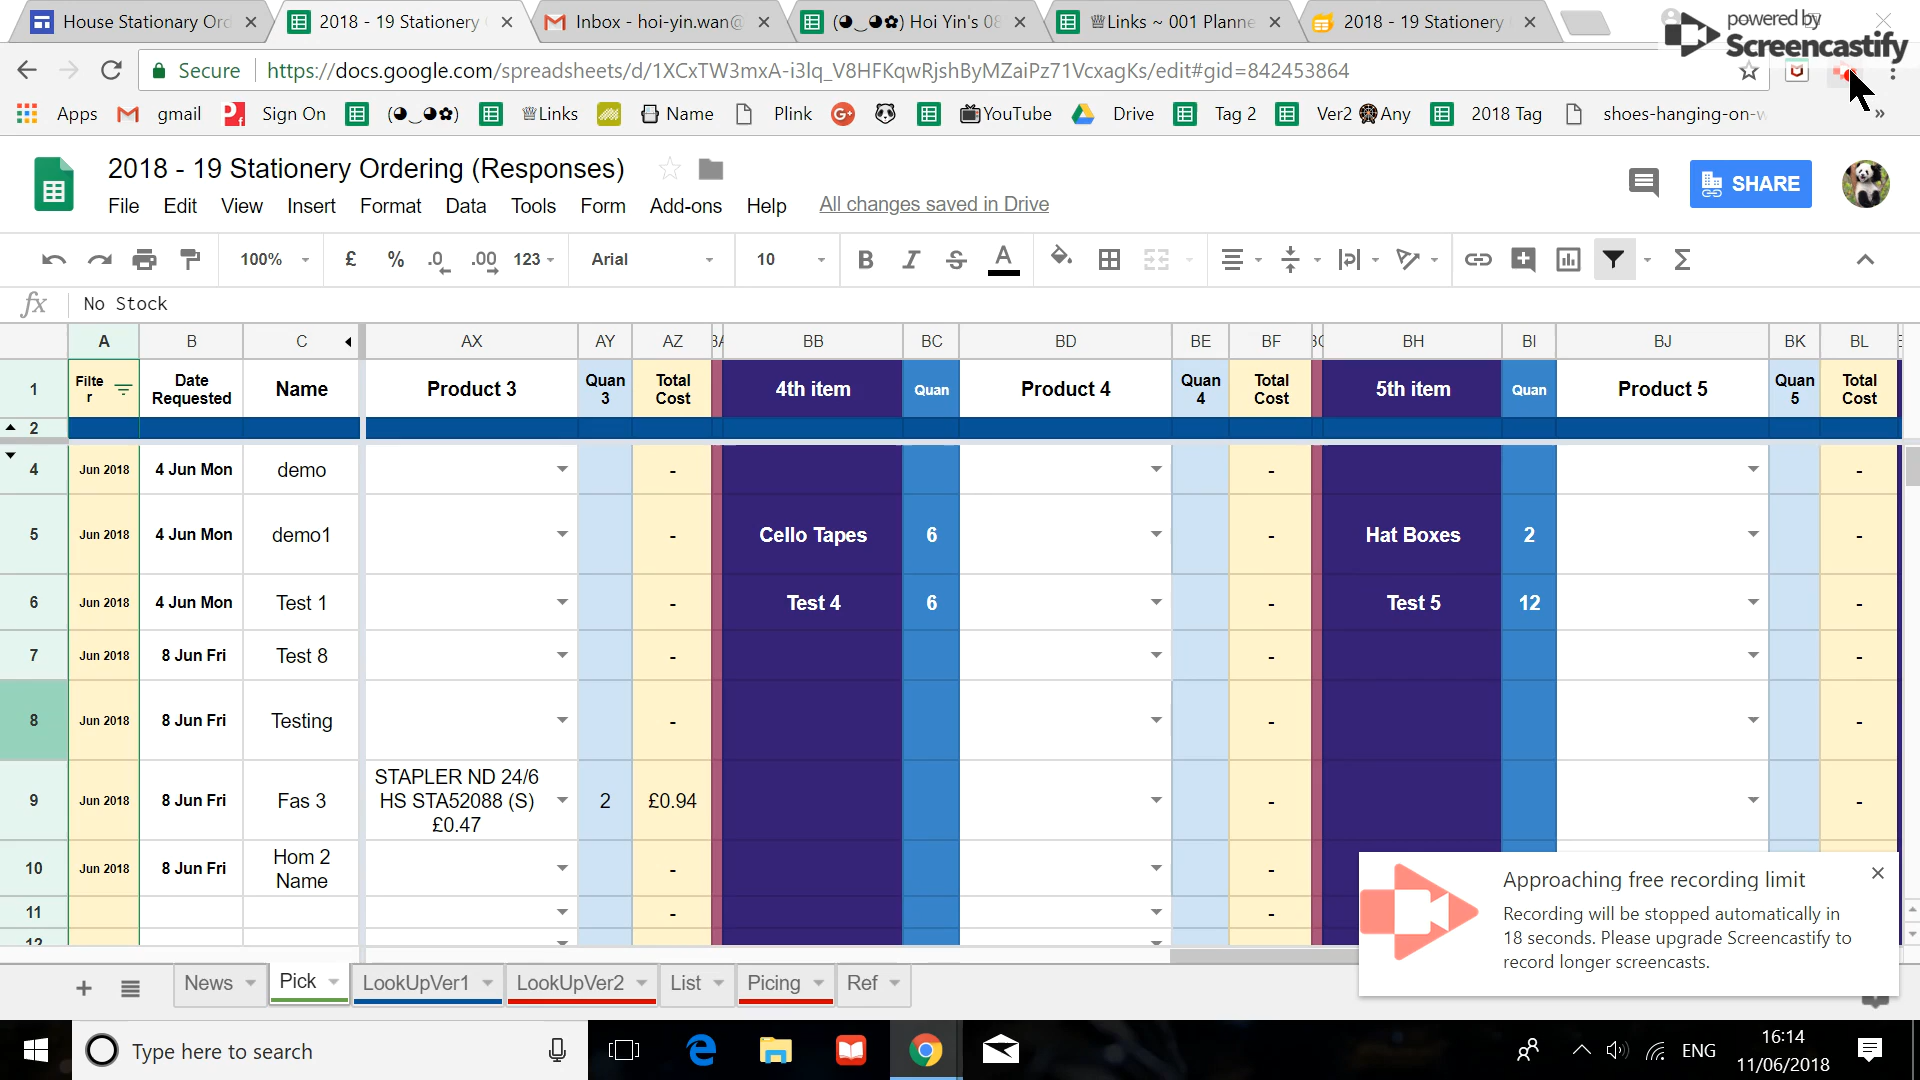 House Stationary Ord
2018 - 19 Stationery
Inbox - hoi-yin.wan@
(◕‿◕✿) Hoi Yin's 08
♕Links ~ 001 Planne
2018 - 19 Stationery
powered by
Screencastify
Secure
https://docs.google.com/spreadsheets/d/1XCxTW3mxA-i3lq_V8HFKqwRjshByMZaiPz71VcxagKs/edit#gid=842453864
Apps gmail Sign On (◕‿◕✿) ♕Links Name Plink YouTube Drive Tag 2 Ver2 Any 2018 Tag shoes-hanging-on-w »
2018 - 19 Stationery Ordering (Responses)
SHARE
File Edit View Insert Format Data Tools Form Add-ons Help All changes saved in Drive
100% £ % .0 .00 123 Arial 10 B I S A Σ
fx No Stock
A B C AX AY AZ BA BB BC BD BE BF BG BH BI BJ BK BL
1 Filte r Date Requested Name Product 3 Quan 3 Total Cost 4th item Quan Product 4 Quan 4 Total Cost 5th item Quan Product 5 Quan 5 Total Cost
2
4 Jun 2018 4 Jun Mon demo - - -
5 Jun 2018 4 Jun Mon demo1 - Cello Tapes 6 - Hat Boxes 2 -
6 Jun 2018 4 Jun Mon Test 1 - Test 4 6 - Test 5 12 -
7 Jun 2018 8 Jun Fri Test 8 - - -
8 Jun 2018 8 Jun Fri Testing - - -
9 Jun 2018 8 Jun Fri Fas 3 STAPLER ND 24/6 HS STA52088 (S) £0.47 2 £0.94 - -
10 Jun 2018 8 Jun Fri Hom 2 Name - -
11 - -
12
Approaching free recording limit
Recording will be stopped automatically in
18 seconds. Please upgrade Screencastify to
record longer screencasts.
News Pick LookUpVer1 LookUpVer2 List Picing Ref
Type here to search
ENG
16:14
11/06/2018